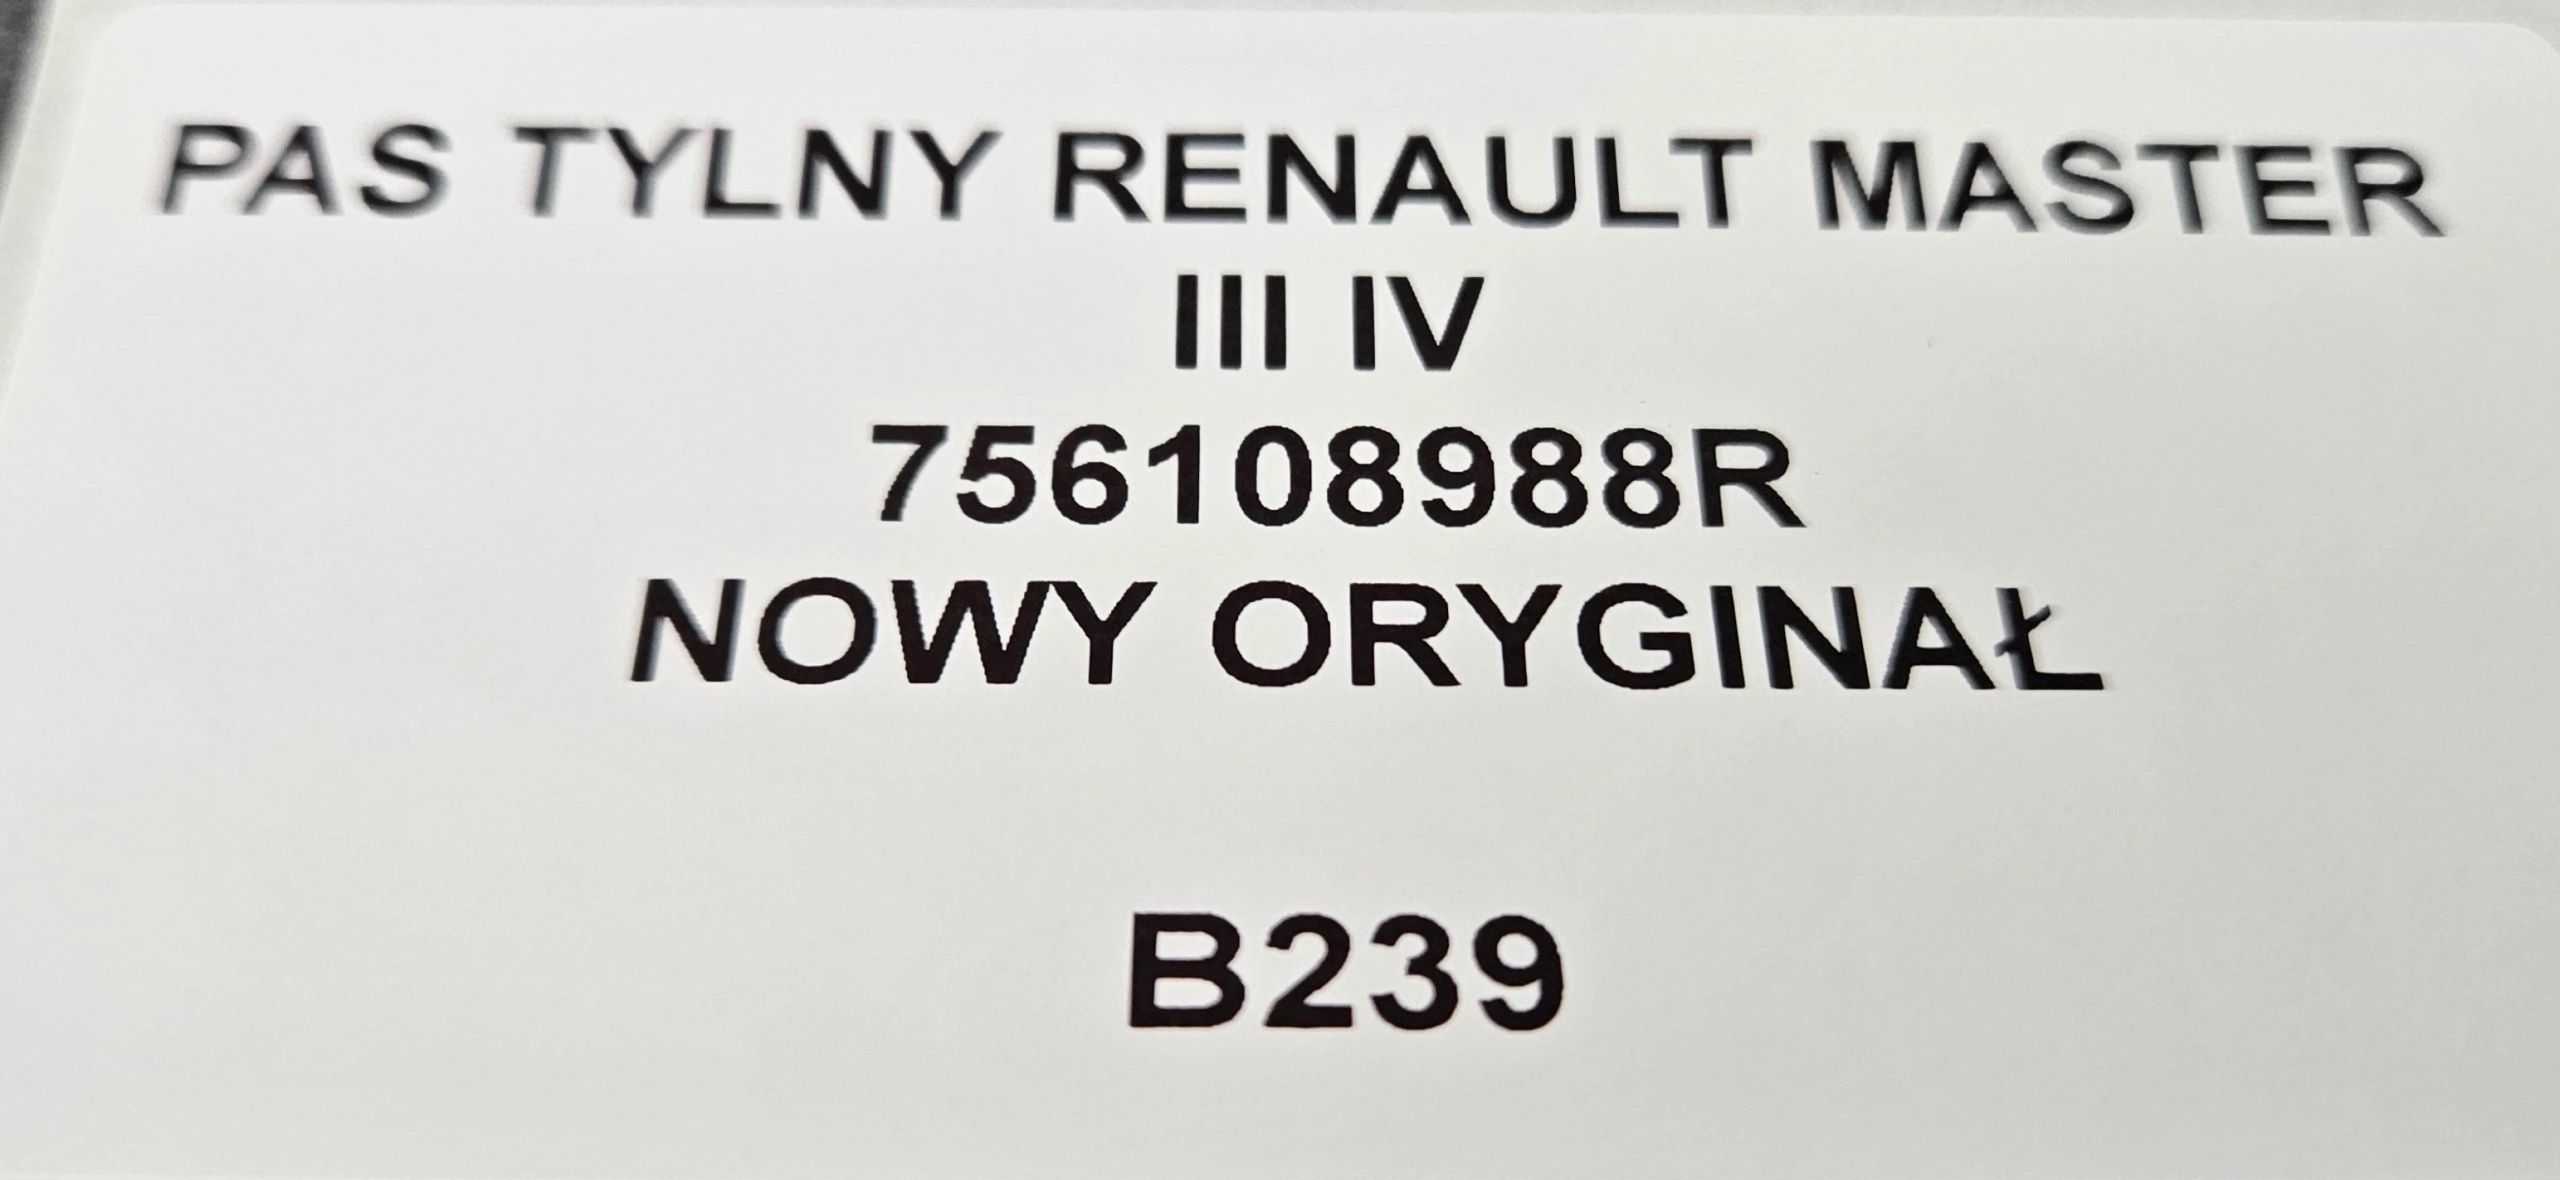 PAS TYLNY RENAULT MASTER
III IV
756108988R
NOWY ORYGINAŁ
B239